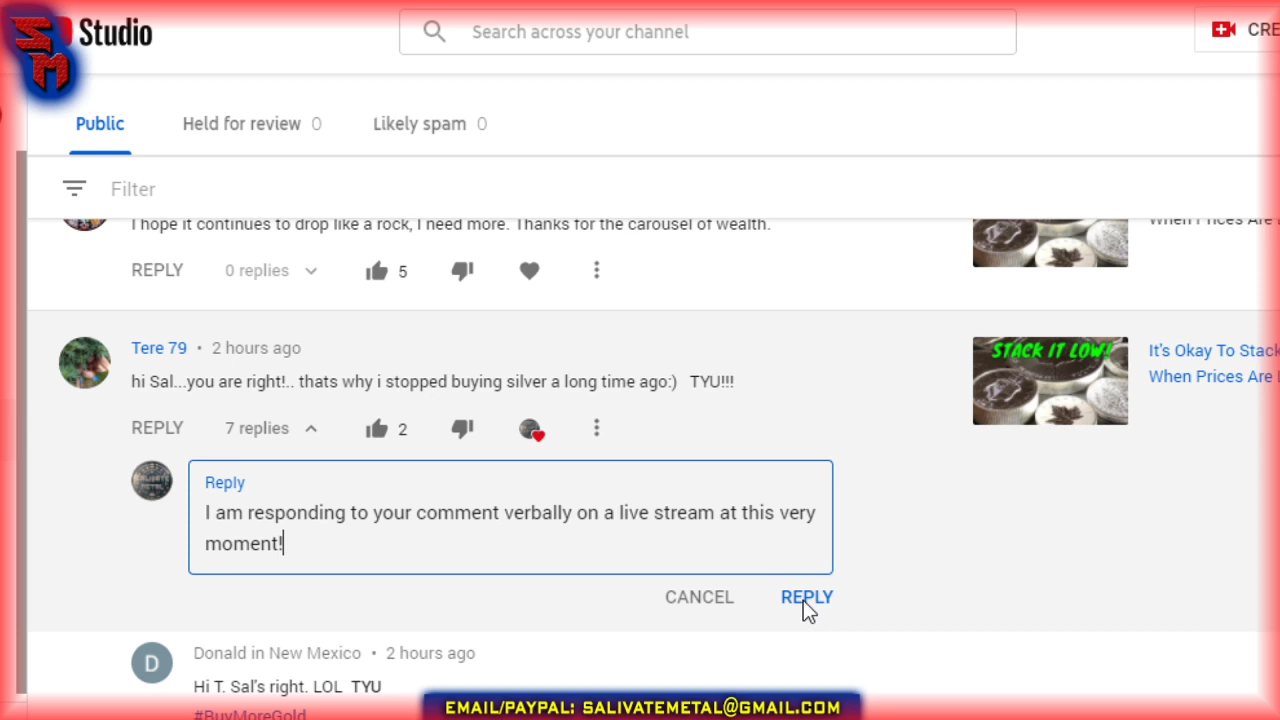 SM
Studio
Search across your channel
CRE
Public
Held for review 0
Likely spam 0
Filter
I hope it continues to drop like a rock, I need more. Thanks for the carousel of wealth.
When Prices Are
REPLY
0 replies
5
Tere 79 • 2 hours ago
hi Sal...you are right!.. thats why i stopped buying silver a long time ago:) TYU!!!
STACK IT LOW!
It's Okay To Stack
When Prices Are
REPLY
7 replies
2
Reply
I am responding to your comment verbally on a live stream at this very
moment!
CANCEL
REPLY
D
Donald in New Mexico • 2 hours ago
Hi T. Sal's right. LOL TYU
#BuyMoreGold
EMAIL/PAYPAL: SALIVATEMETAL@GMAIL.COM